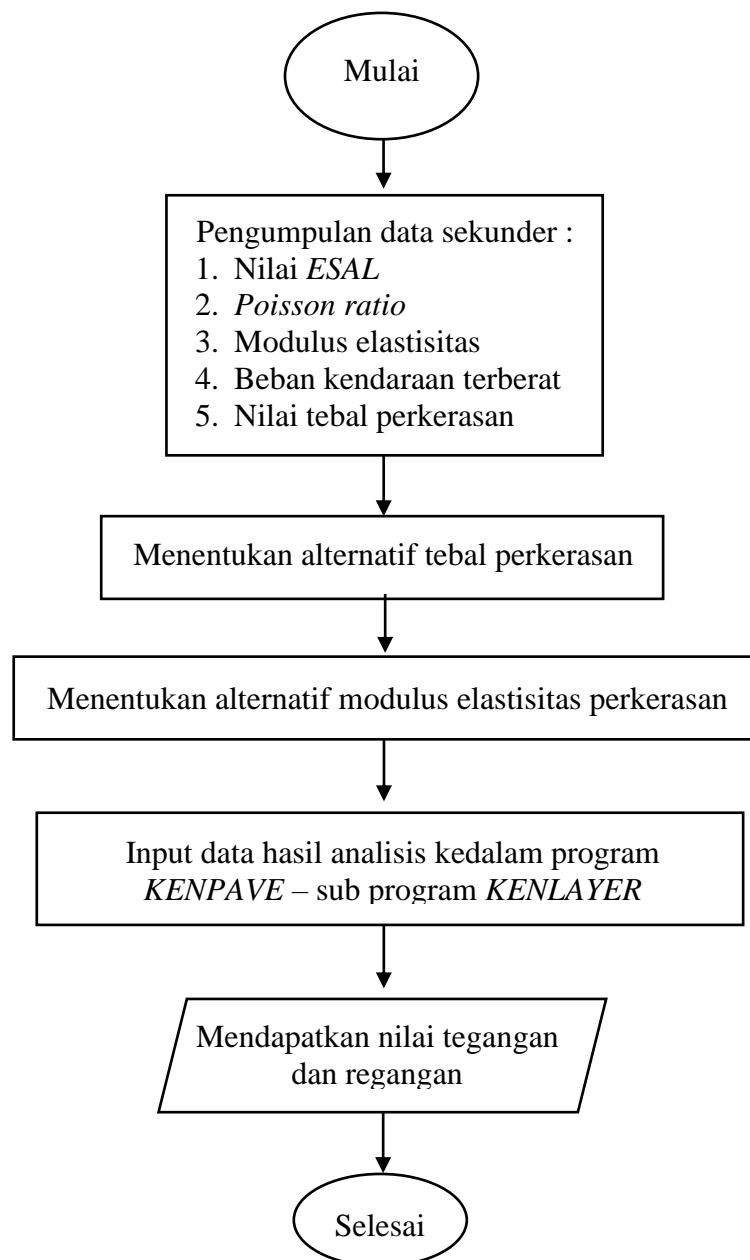 Mulai
Pengumpulan data sekunder :
1. Nilai ESAL
2. Poisson ratio
3. Modulus elastisitas
4. Beban kendaraan terberat
5. Nilai tebal perkerasan
Menentukan alternatif tebal perkerasan
Menentukan alternatif modulus elastisitas perkerasan
Input data hasil analisis kedalam program
KENPAVE – sub program KENLAYER
Mendapatkan nilai tegangan
dan regangan
Selesai